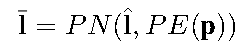 l̄ = PN(l̂, PE(p))